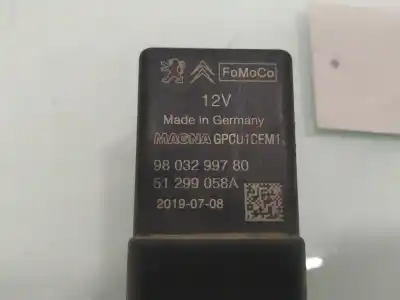 FoMoCo
12V
Made in Germany
MAGNA GPCU1CEM1
98 032 997 80
51 299 058A
2019-07-08